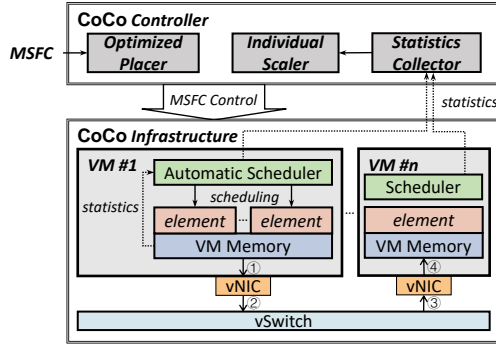 CoCo Controller
MSFC
Optimized Placer
Individual Scaler
Statistics Collector
MSFC Control
statistics
CoCo Infrastructure
VM #1
VM #n
Automatic Scheduler
Scheduler
statistics
scheduling
element ... element
...
element
VM Memory
VM Memory
① ④
vNIC
vNIC
② ③
vSwitch